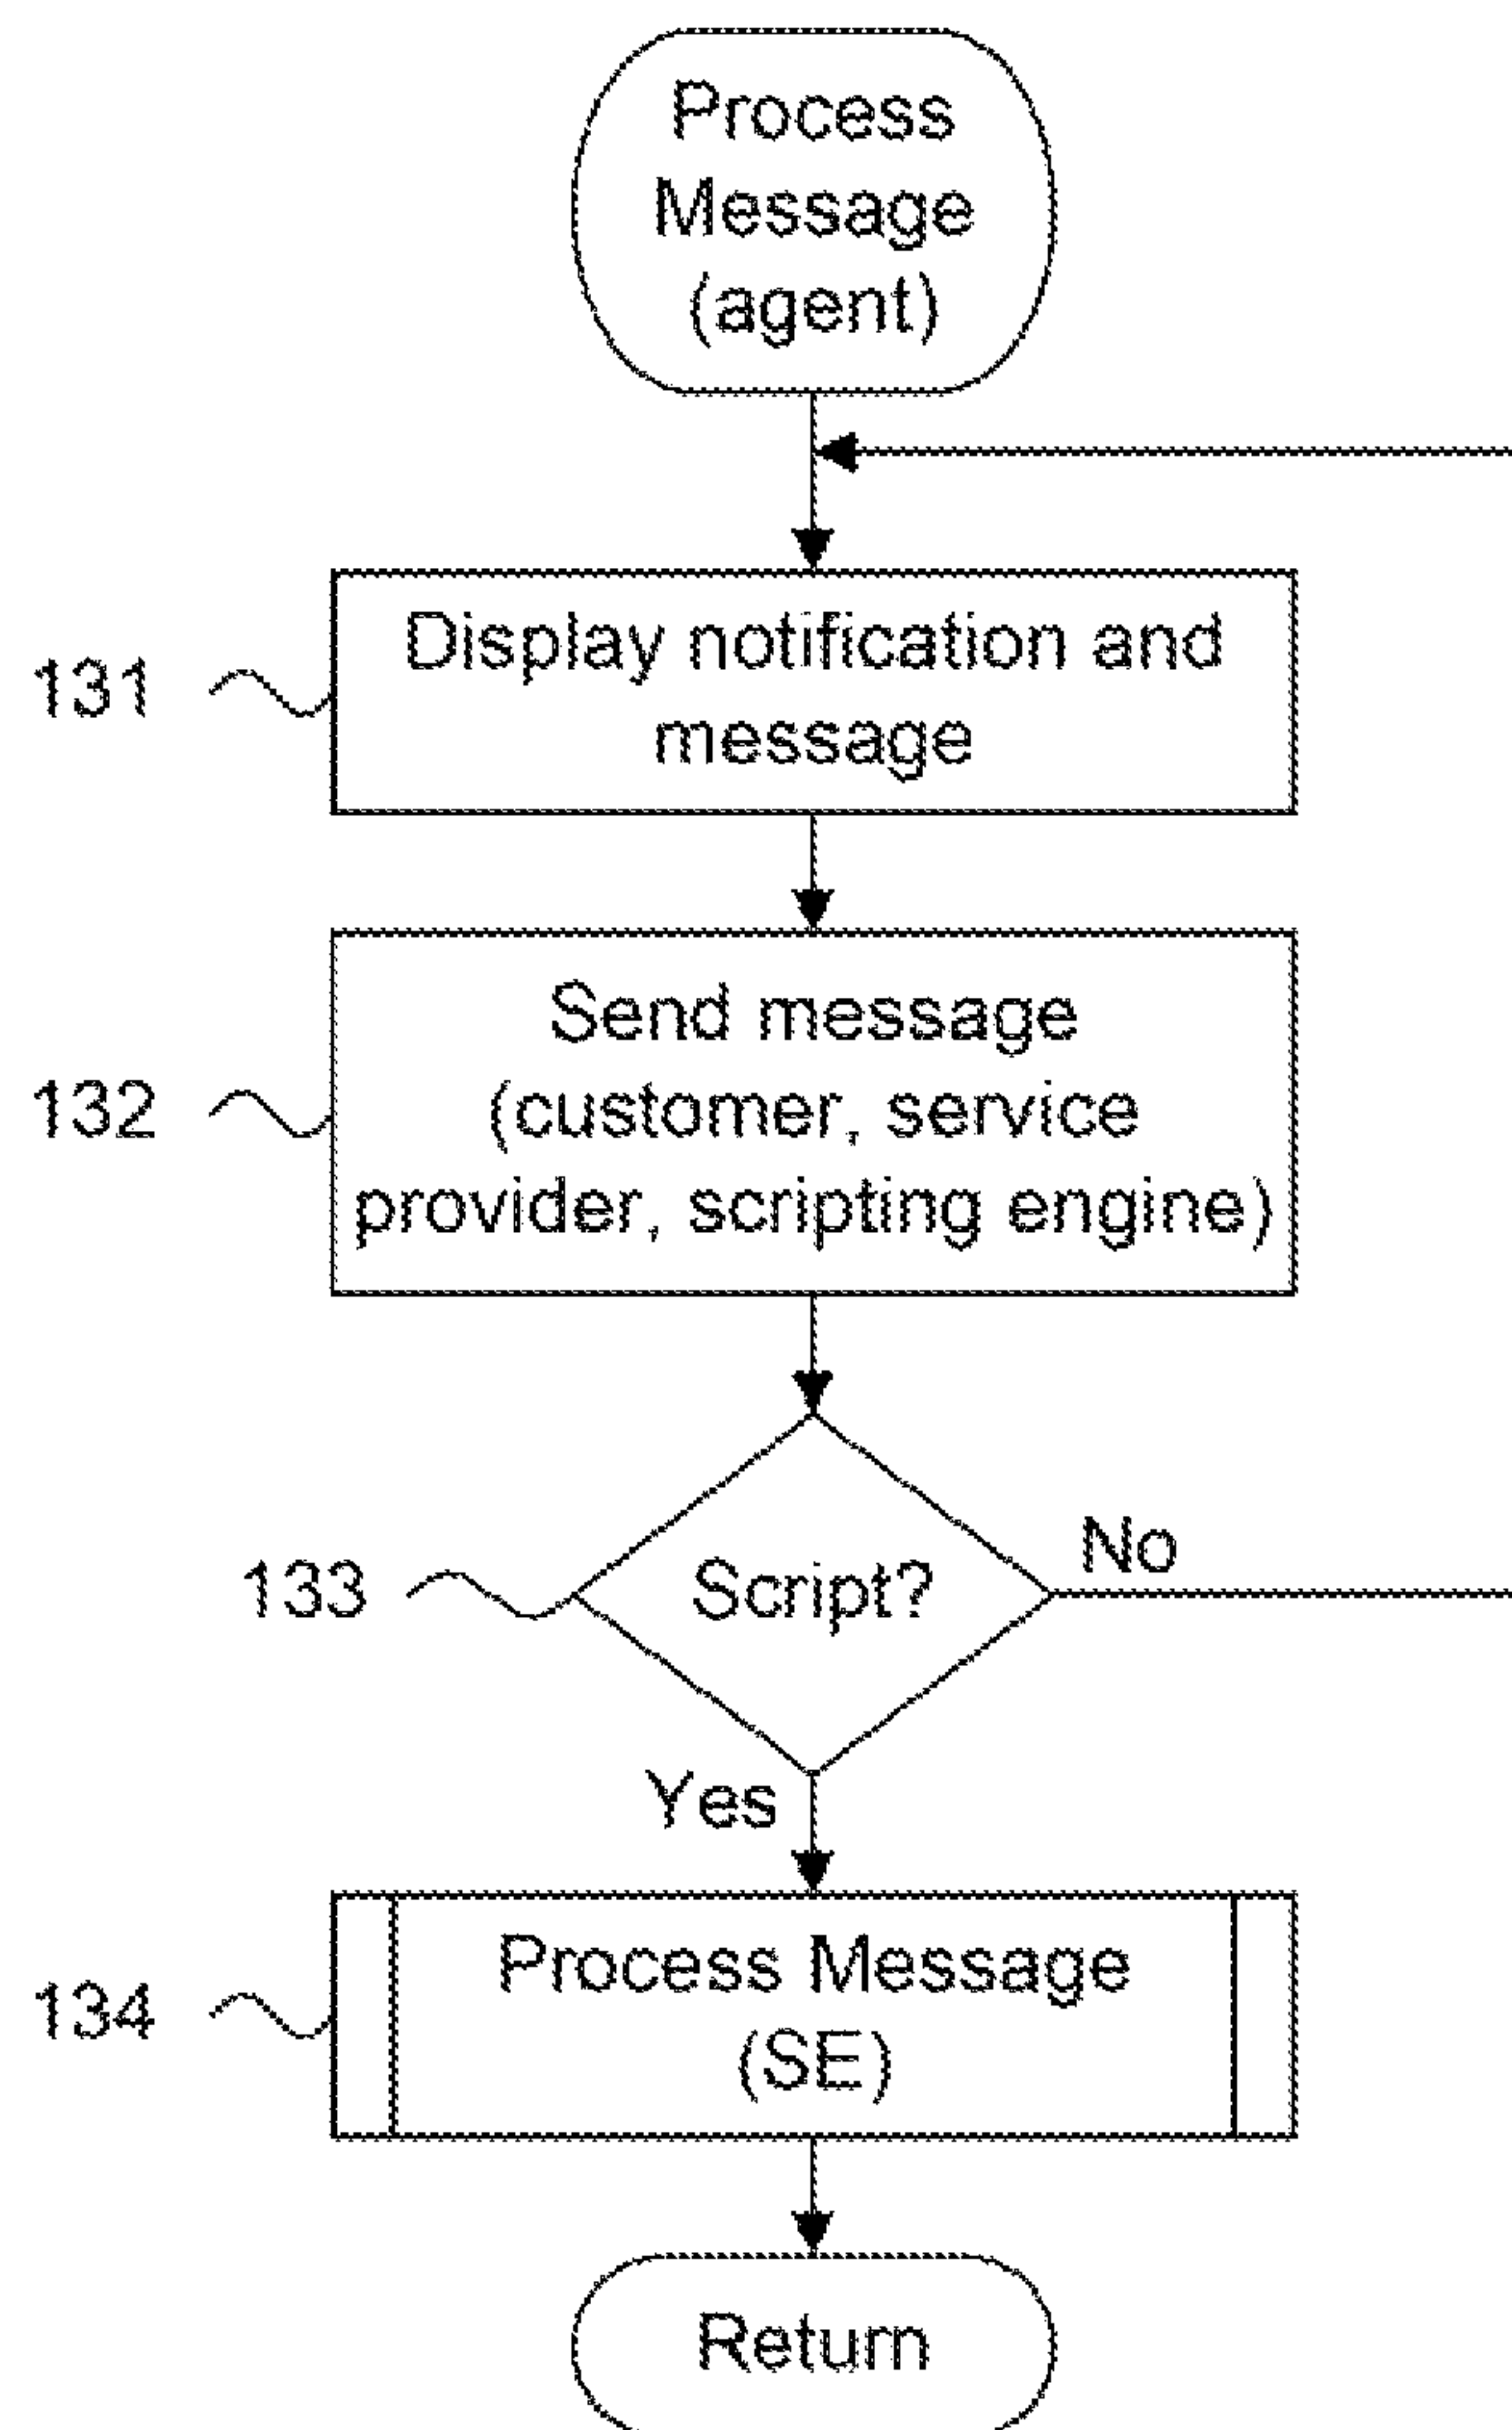 Process
Message
(agent)
131
Display notification and
message
132
Send message
(customer, service
provider, scripting engine)
133
Script?
No
Yes
134
Process Message
(SE)
Return